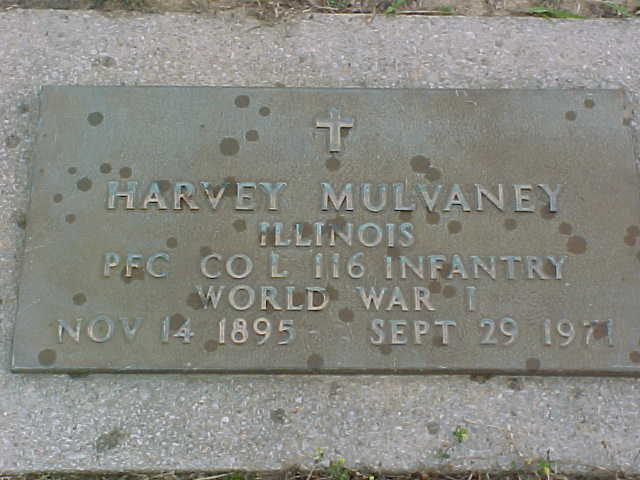 HARVEY MULVANEY
ILLINOIS
PFC CO L 116 INFANTRY
WORLD WAR I
NOV 14 1895 SEPT 29 1971